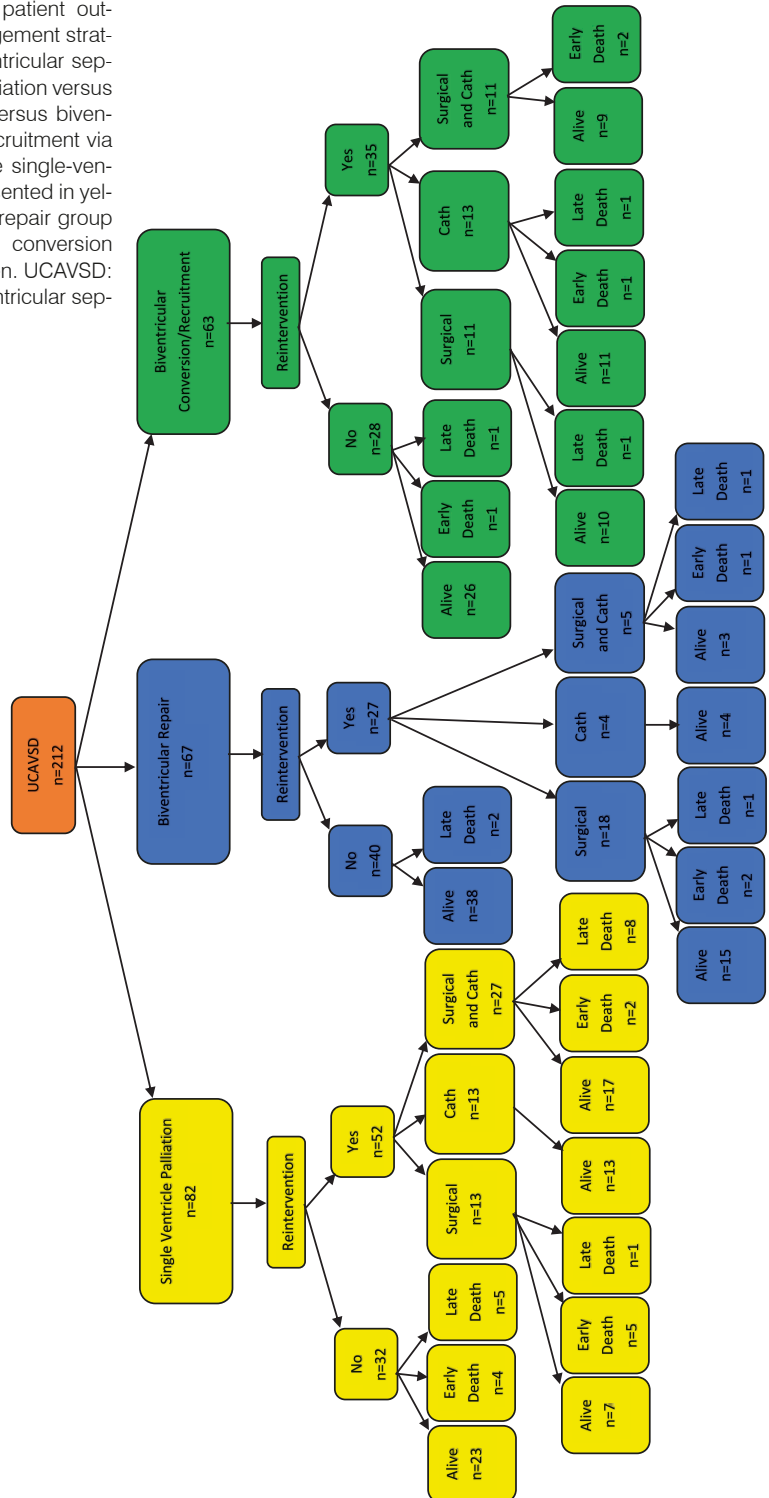 patient out-
gement strat-
ntricular sep-
iation versus
ersus biven-
cruitment via
e single-ven-
ented in yel-
repair group
conversion
n. UCAVSD:
ntricular sep-
UCAVSD
n=212
Single Ventricle Palliation
n=82
Reintervention
No
n=32
Alive
n=23
Early
Death
n=4
Late
Death
n=5
Yes
n=52
Surgical
n=13
Alive
n=7
Early
Death
n=5
Late
Death
n=1
Cath
n=13
Alive
n=13
Surgical
and Cath
n=27
Alive
n=17
Early
Death
n=2
Late
Death
n=8
Biventricular Repair
n=67
Reintervention
No
n=40
Alive
n=38
Late
Death
n=2
Yes
n=27
Surgical
n=18
Alive
n=15
Early
Death
n=2
Late
Death
n=1
Cath
n=4
Alive
n=4
Surgical
and Cath
n=5
Alive
n=3
Early
Death
n=1
Late
Death
n=1
Biventricular
Conversion/Recruitment
n=63
Reintervention
No
n=28
Alive
n=26
Early
Death
n=1
Late
Death
n=1
Yes
n=35
Surgical
n=11
Alive
n=10
Late
Death
n=1
Cath
n=13
Alive
n=11
Early
Death
n=1
Late
Death
n=1
Surgical
and Cath
n=11
Alive
n=9
Early
Death
n=2